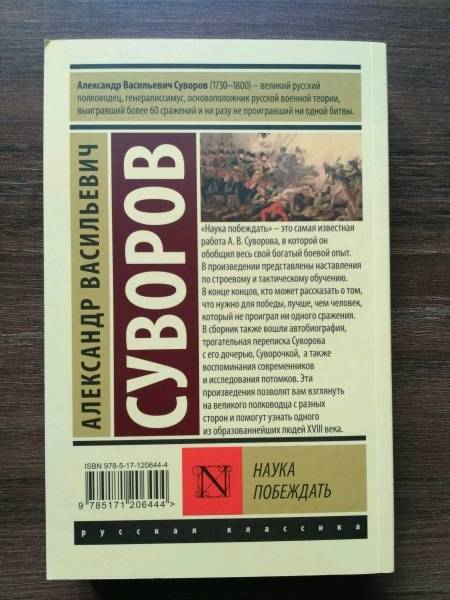 Александр Васильевич Суворов (1730–1800) – великий русский
полководец, генералиссимус, основоположник русской военной теории,
выигравший более 60 сражений и ни разу не проигравший ни одной битвы.
АЛЕКСАНДР ВАСИЛЬЕВИЧ
СУВОРОВ
«Наука побеждать» – это самая известная
работа А. В. Суворова, в которой он
обобщил весь свой богатый боевой опыт.
В произведении представлены наставления
по строевому и тактическому обучению.
В конце концов, кто может рассказать о том,
что нужно для победы, лучше, чем человек,
который не проиграл ни одного сражения.
В сборник также вошли автобиография,
трогательная переписка Суворова
с его дочерью, Суворочкой, а также
воспоминания современников
и исследования потомков. Эти
произведения позволят вам взглянуть
на великого полководца с разных
сторон и помогут узнать одного
из образованнейших людей XVIII века.
ISBN 978-5-17-120644-4
9 785171 206444 >
N
НАУКА
ПОБЕЖДАТЬ
русская классика